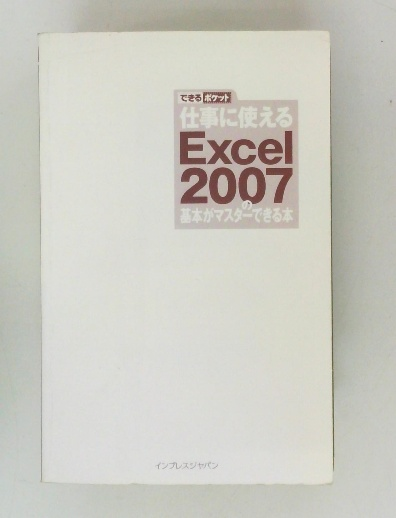 できる ポケット
仕事に使える
Excel
2007
の
基本がマスターできる本
インプレスジャパン